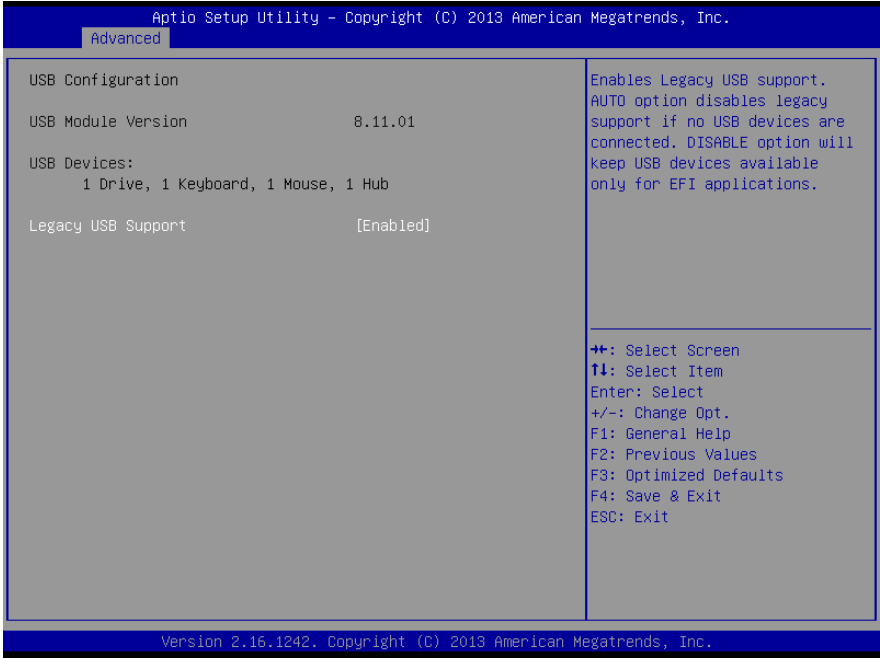 Aptio Setup Utility – Copyright (C) 2013 American Megatrends, Inc.
Advanced
USB Configuration
USB Module Version 8.11.01
USB Devices:
1 Drive, 1 Keyboard, 1 Mouse, 1 Hub
Legacy USB Support [Enabled]
Enables Legacy USB support.
AUTO option disables legacy
support if no USB devices are
connected. DISABLE option will
keep USB devices available
only for EFI applications.
→←: Select Screen
↑↓: Select Item
Enter: Select
+/-: Change Opt.
F1: General Help
F2: Previous Values
F3: Optimized Defaults
F4: Save & Exit
ESC: Exit
Version 2.16.1242. Copyright (C) 2013 American Megatrends, Inc.